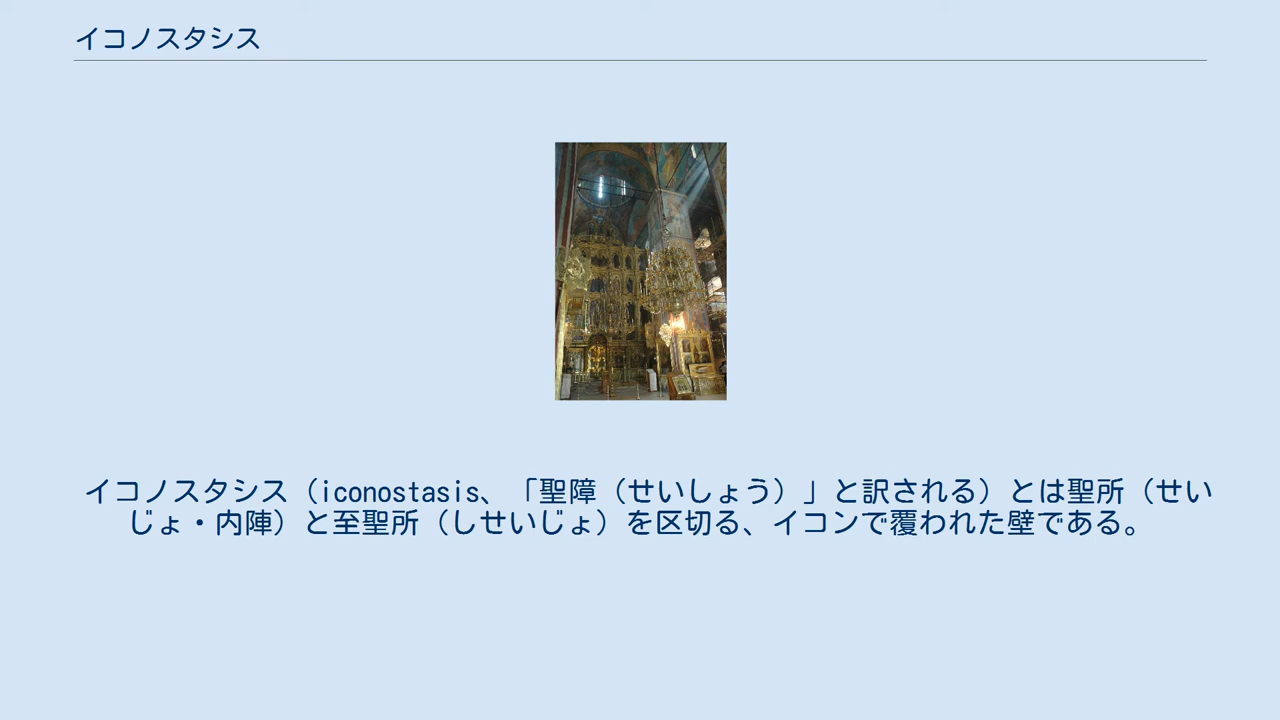 イコノスタシス
イコノスタシス（iconostasis、「聖障（せいしょう）」と訳される）とは聖所（せい
じょ・内陣）と至聖所（しせいじょ）を区切る、イコンで覆われた壁である。